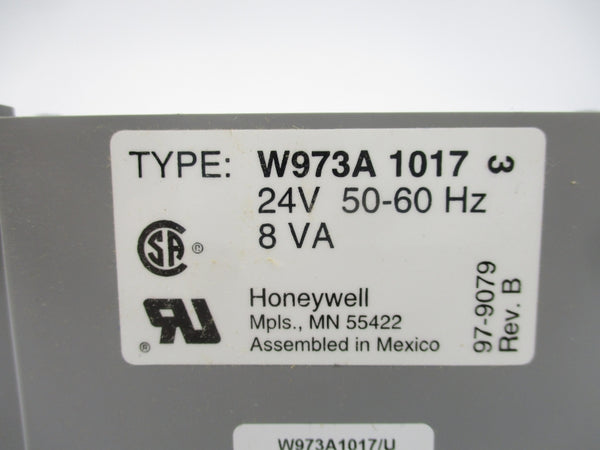 TYPE: W973A 1017 3
24V 50-60 Hz
8 VA
Honeywell
Mpls., MN 55422
Assembled in Mexico
97-9079
Rev. B
W973A1017/U